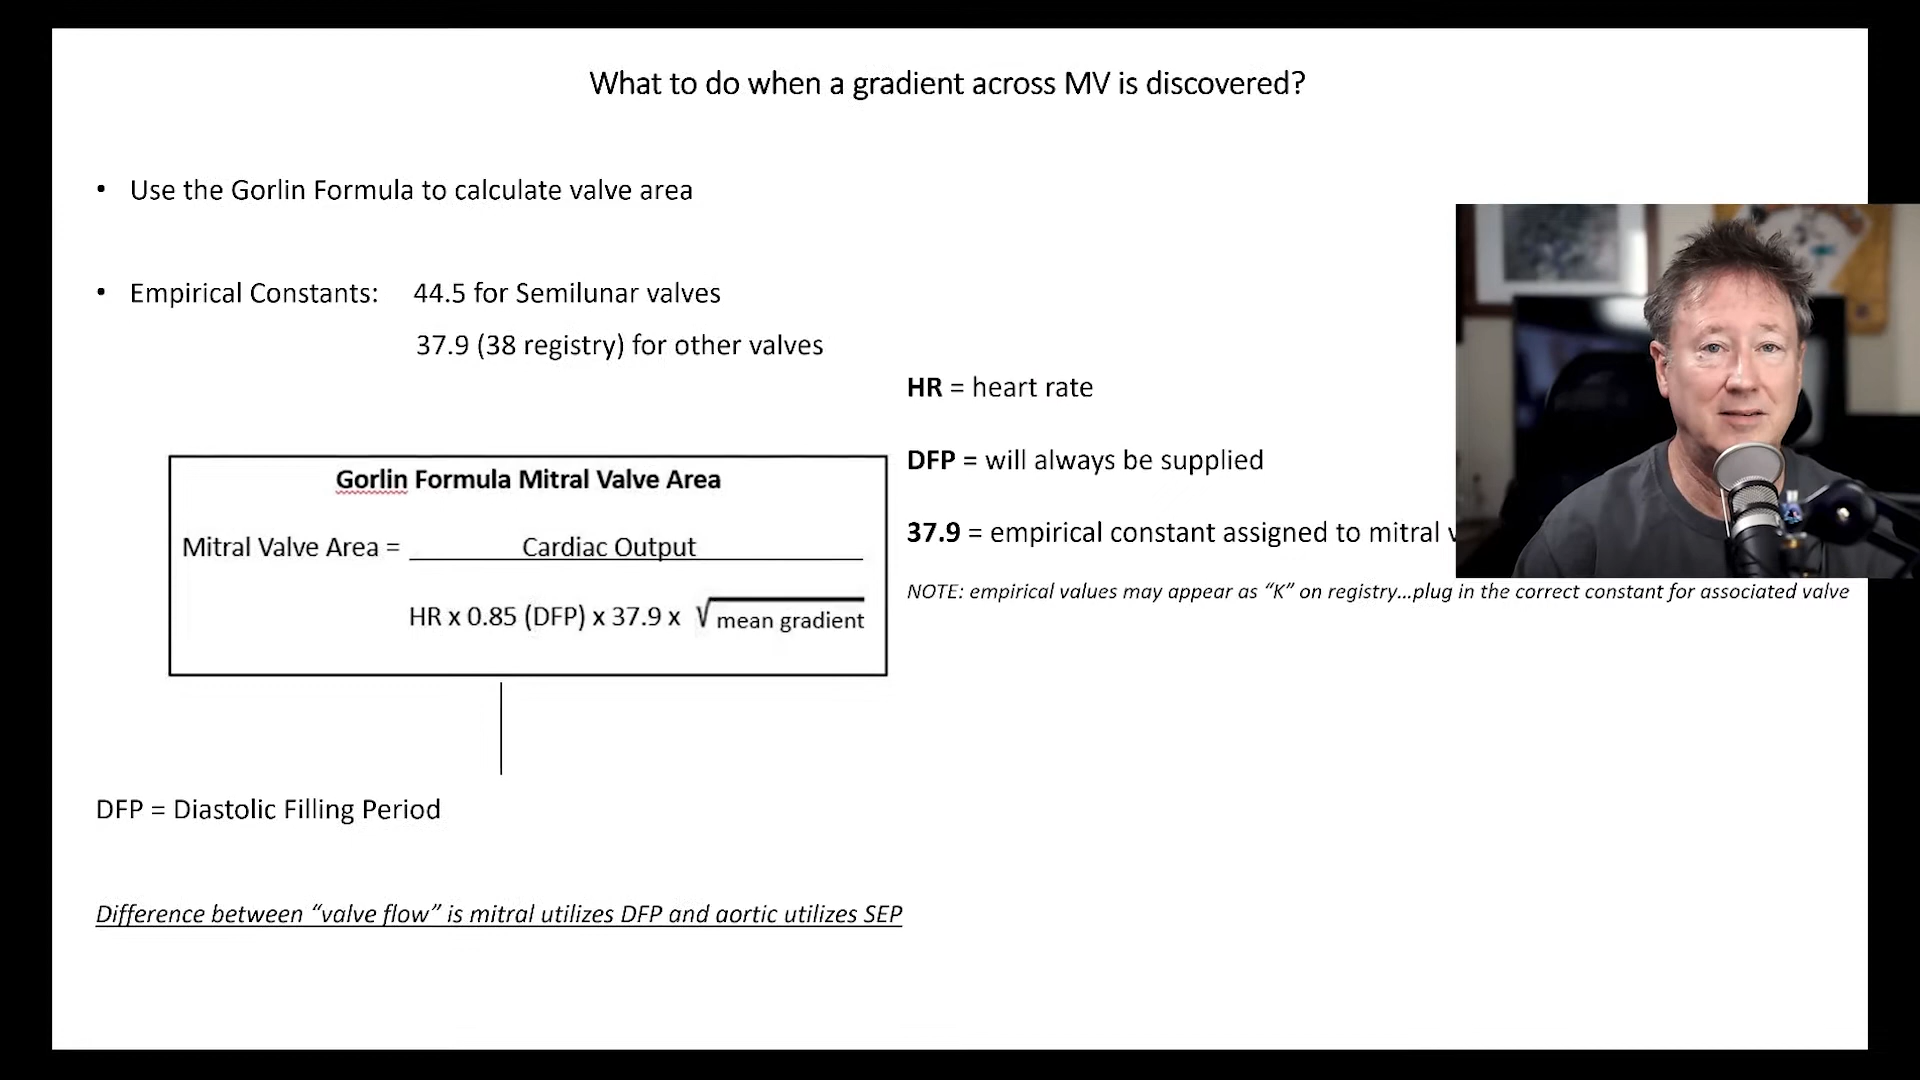 What to do when a gradient across MV is discovered?
• Use the Gorlin Formula to calculate valve area
• Empirical Constants: 44.5 for Semilunar valves
37.9 (38 registry) for other valves
HR = heart rate
DFP = will always be supplied
37.9 = empirical constant assigned to mitral
NOTE: empirical values may appear as “K” on registry...plug in the correct constant for associated valve
Gorlin Formula Mitral Valve Area
Mitral Valve Area = Cardiac Output
HR x 0.85 (DFP) x 37.9 x √ mean gradient
DFP = Diastolic Filling Period
Difference between “valve flow” is mitral utilizes DFP and aortic utilizes SEP